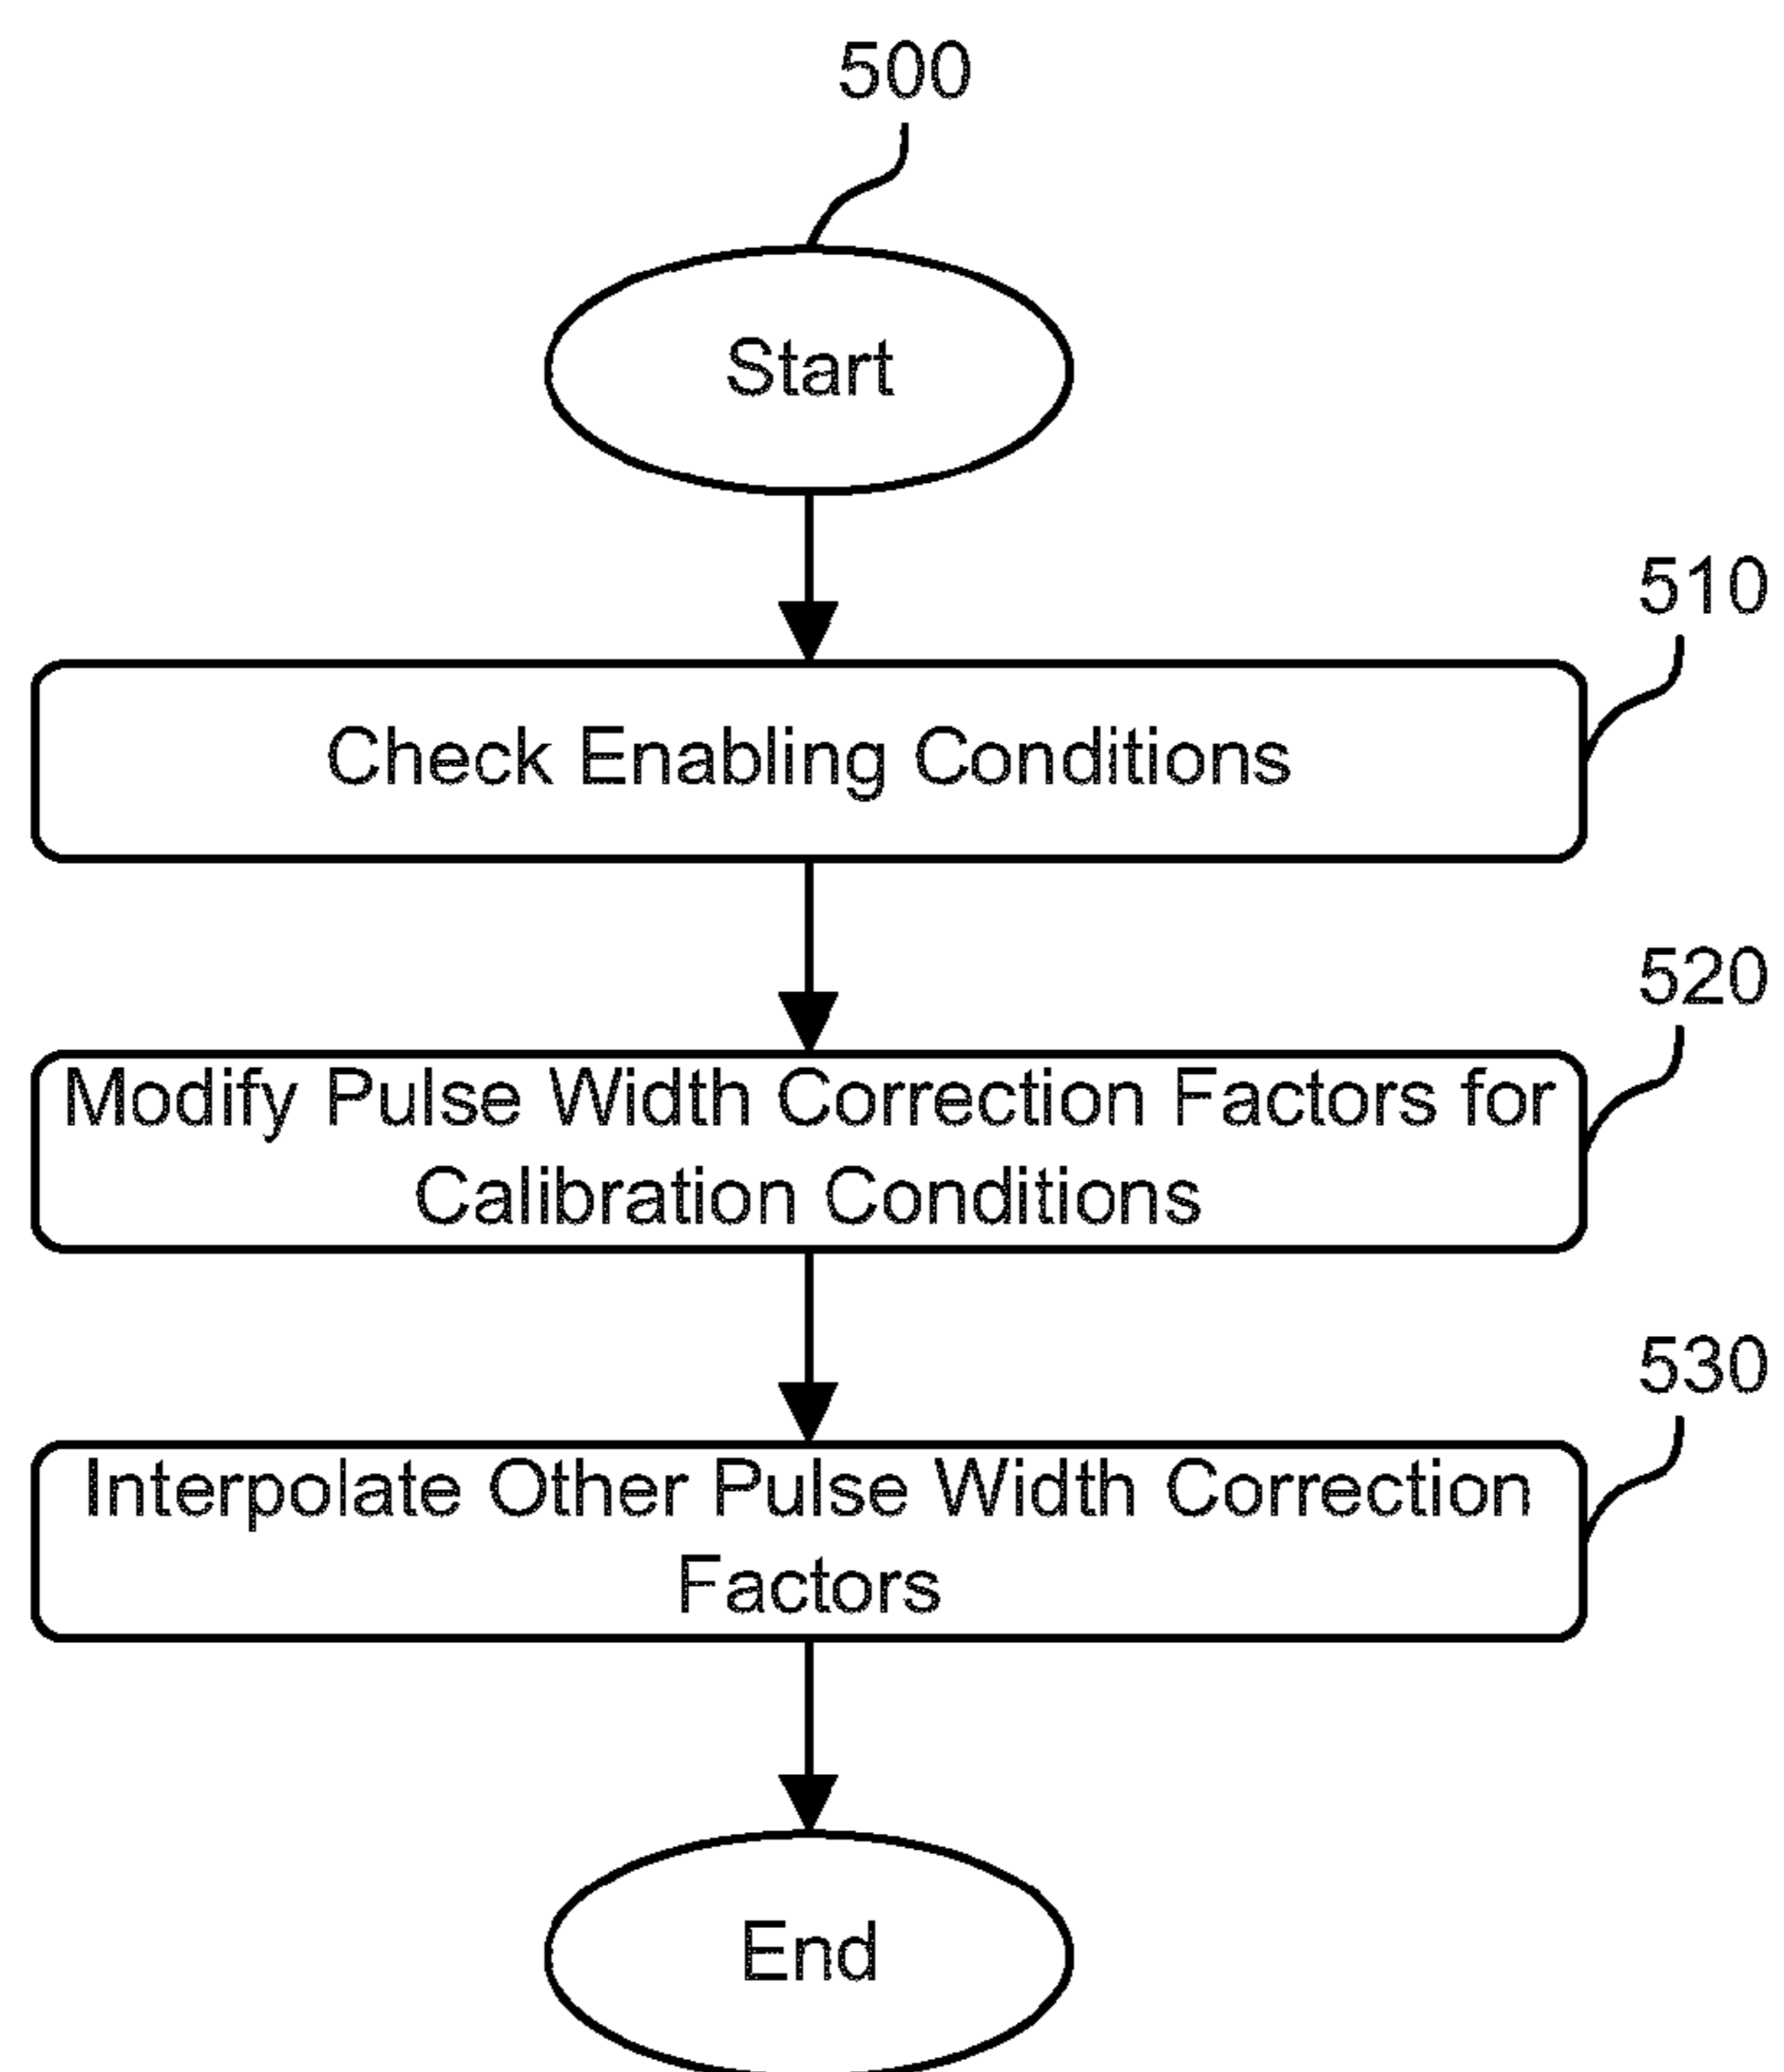 500
Start
510
Check Enabling Conditions
520
Modify Pulse Width Correction Factors for
Calibration Conditions
530
Interpolate Other Pulse Width Correction
Factors
End